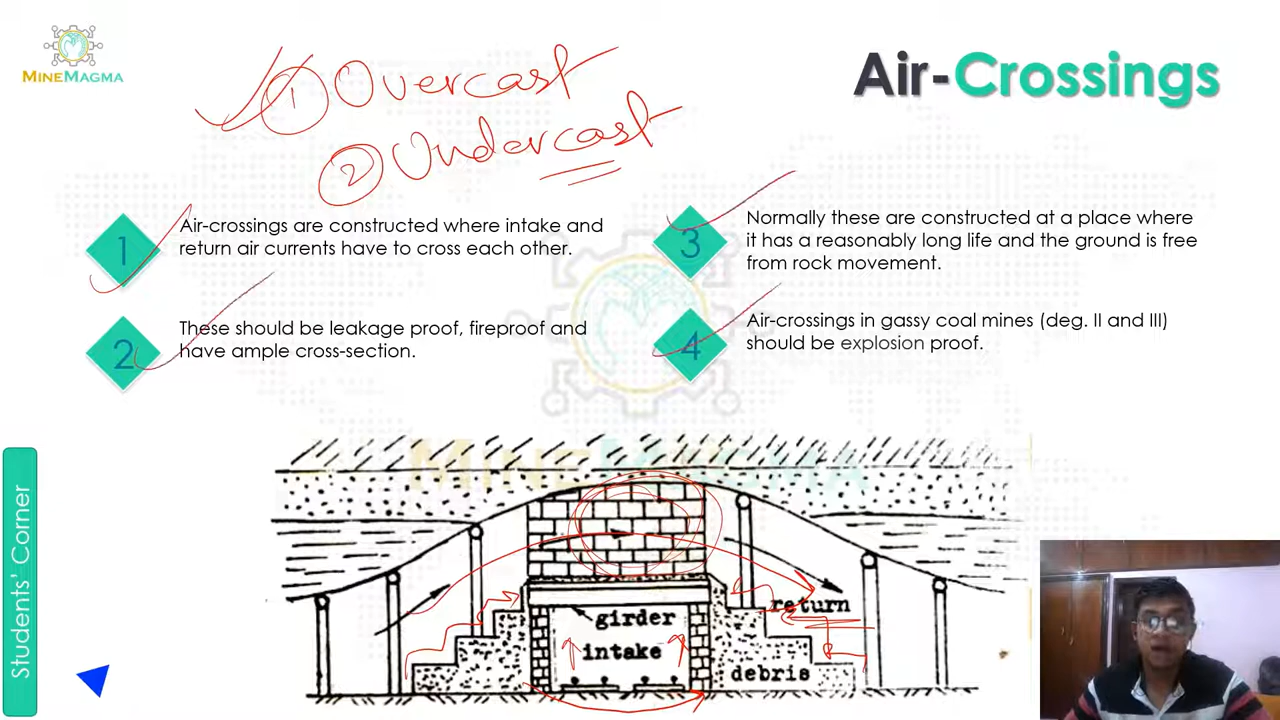 MINEMAGMA
① Overcast
② Undercast
Air-Crossings
1
Air-crossings are constructed where intake and
return air currents have to cross each other.
2
These should be leakage proof, fireproof and
have ample cross-section.
3
Normally these are constructed at a place where
it has a reasonably long life and the ground is free
from rock movement.
4
Air-crossings in gassy coal mines (deg. II and III)
should be explosion proof.
MINEMAGMA
girder
intake
return
debris
Students' Corner